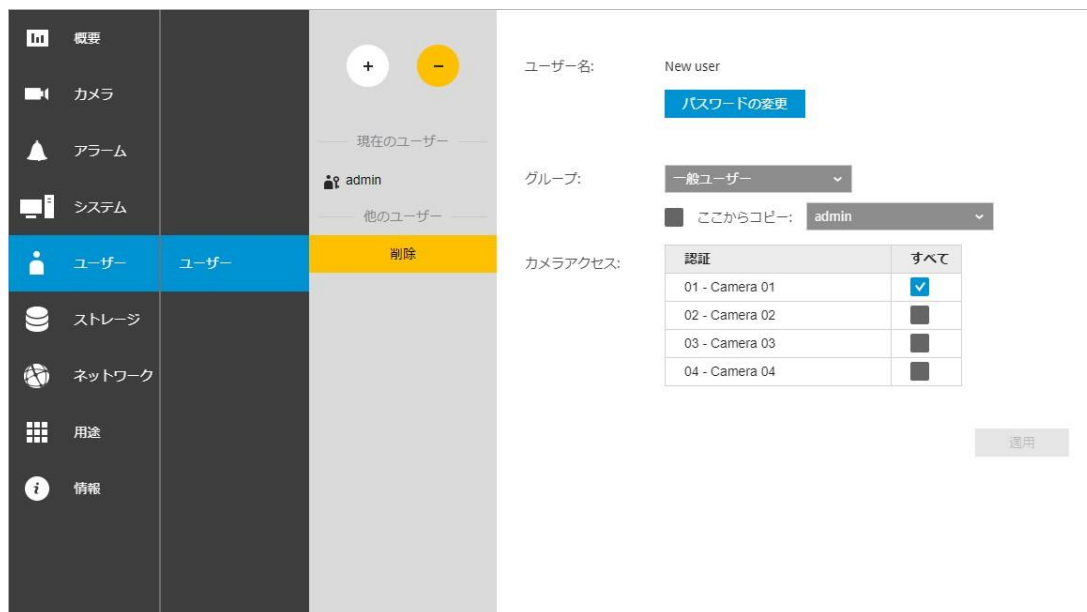 概要
カメラ
アラーム
システム
ユーザー
ストレージ
ネットワーク
用途
情報
ユーザー
+
-
現在のユーザー
admin
他のユーザー
削除
ユーザー名: New user
パスワードの変更
グループ: 一般ユーザー
ここからコピー: admin
カメラアクセス:
認証 すべて
01 - Camera 01
02 - Camera 02
03 - Camera 03
04 - Camera 04
適用